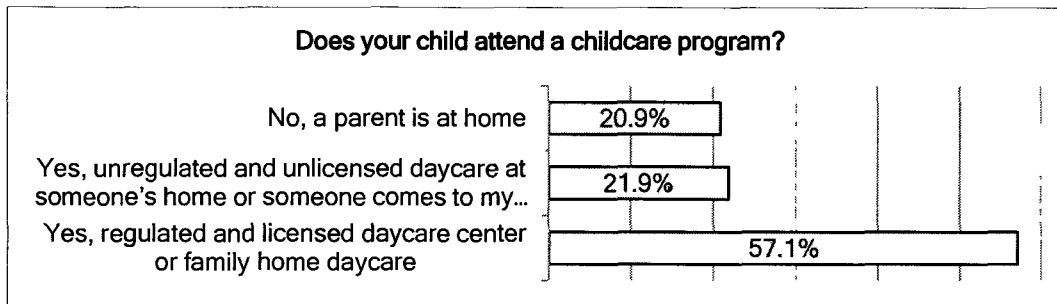 Does your child attend a childcare program?
No, a parent is at home
20.9%
Yes, unregulated and unlicensed daycare at
someone's home or someone comes to my...
21.9%
Yes, regulated and licensed daycare center
or family home daycare
57.1%